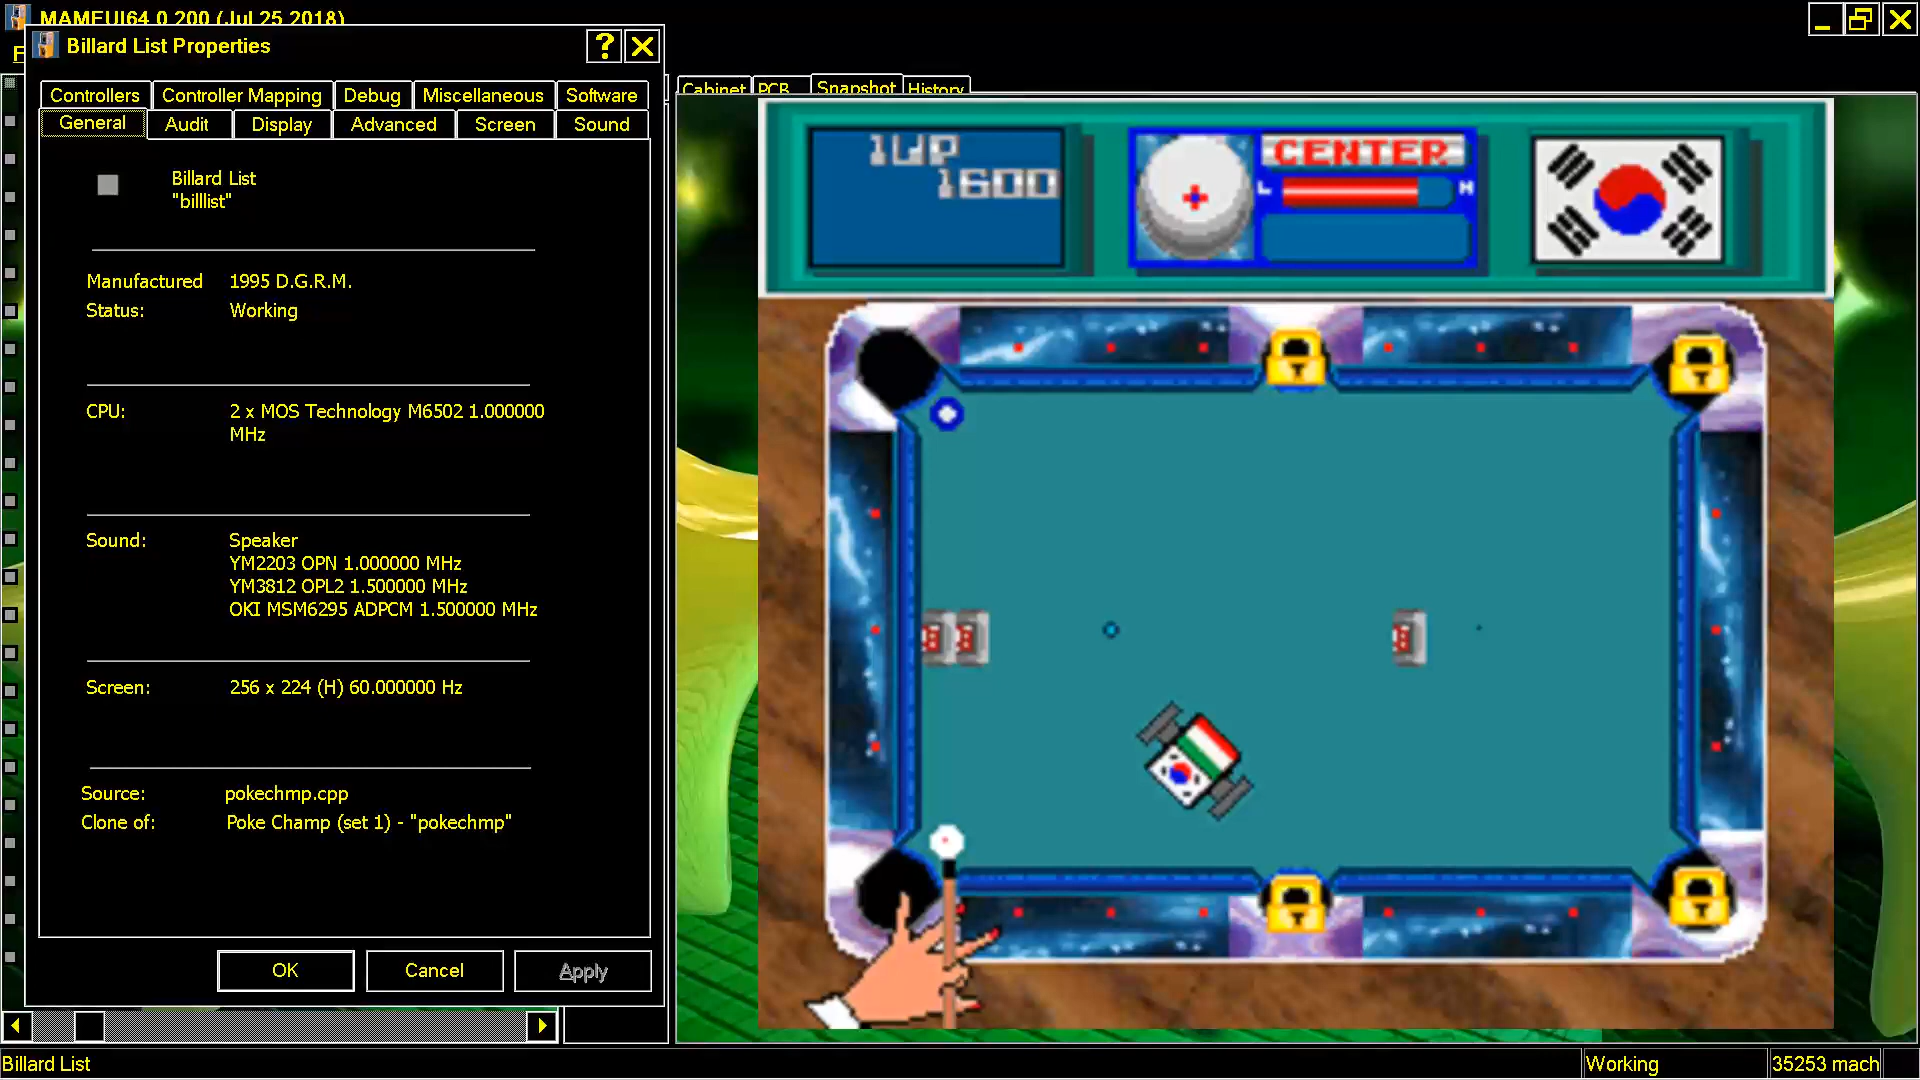 MAMEUI64 0.200 (Jul 25 2018)
Billard List Properties
Controllers
Controller Mapping
Debug
Miscellaneous
Software
General
Audit
Display
Advanced
Screen
Sound
Billard List
"billlist"
Manufactured
1995 D.G.R.M.
Status:
Working
CPU:
2 x MOS Technology M6502 1.000000
MHz
Sound:
Speaker
YM2203 OPN 1.000000 MHz
YM3812 OPL2 1.500000 MHz
OKI MSM6295 ADPCM 1.500000 MHz
Screen:
256 x 224 (H) 60.000000 Hz
Source:
pokechmp.cpp
Clone of:
Poke Champ (set 1) - "pokechmp"
OK
Cancel
Apply
Cabinet
PCB
Snapshot
History
1UP
1600
CENTER
L
H
Billard List
Working
35253 mach